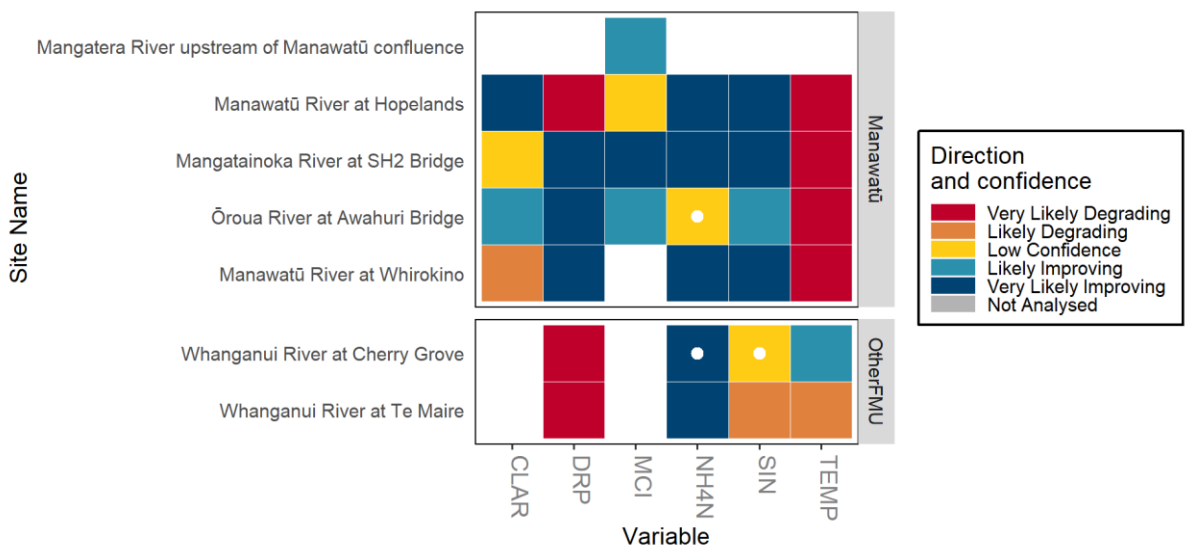 Site Name
Mangatera River upstream of Manawatū confluence
Manawatū River at Hopelands
Mangatainoka River at SH2 Bridge
Ōroua River at Awahuri Bridge
Manawatū River at Whirokino
Manawatū
Whanganui River at Cherry Grove
Whanganui River at Te Maire
OtherFMU
CLAR
DRP
MCI
NH4N
SIN
TEMP
Variable
Direction
and confidence
Very Likely Degrading
Likely Degrading
Low Confidence
Likely Improving
Very Likely Improving
Not Analysed